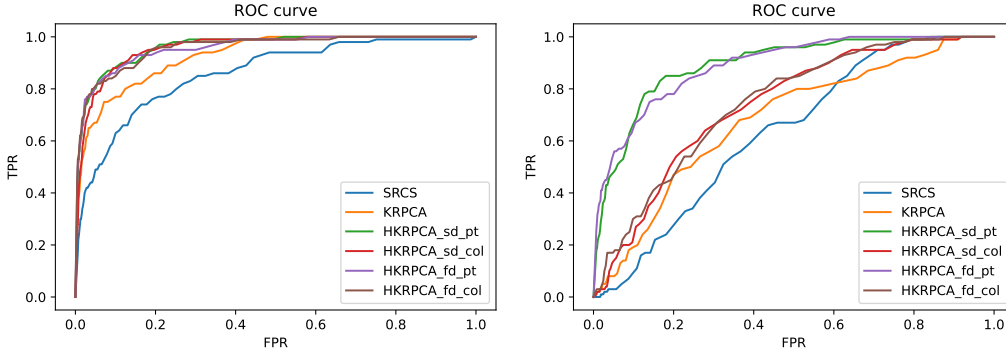 ROC curve
TPR
1.0
0.8
0.6
0.4
0.2
0.0
0.0 0.2 0.4 0.6 0.8 1.0
FPR
SRCS
KRPCA
HKRPCA_sd_pt
HKRPCA_sd_col
HKRPCA_fd_pt
HKRPCA_fd_col
ROC curve
TPR
1.0
0.8
0.6
0.4
0.2
0.0
0.0 0.2 0.4 0.6 0.8 1.0
FPR
SRCS
KRPCA
HKRPCA_sd_pt
HKRPCA_sd_col
HKRPCA_fd_pt
HKRPCA_fd_col